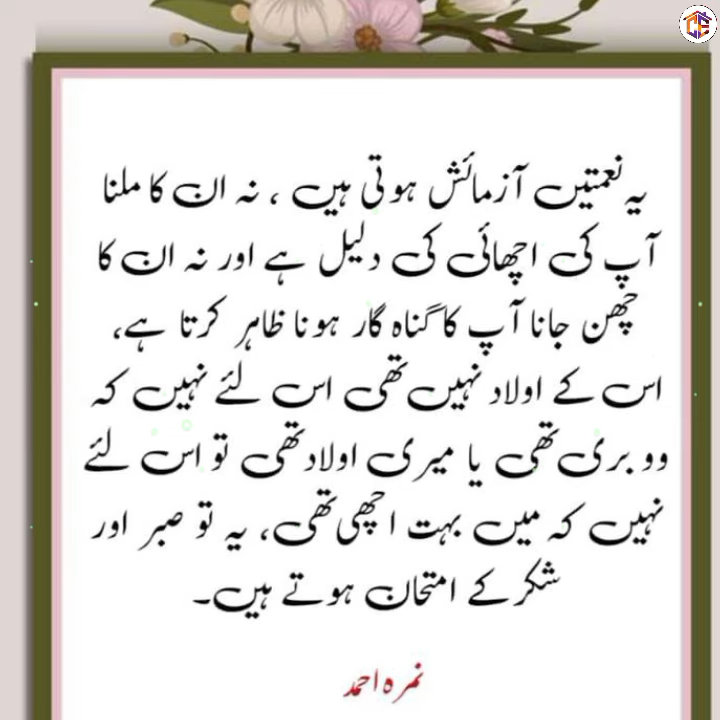 یہ نعمتیں آزمائش ہوتی ہیں ، نہ ان کا ملنا
آپ کی اچھائی کی دلیل ہے اور نہ ان کا
چھن جانا آپ کا گناہ گار ہونا ظاہر کرتا ہے،
اس کے اولاد نہیں تھی اس لئے نہیں کہ
وو بری تھی یا میری اولاد تھی تو اس لئے
نہیں کہ میں بہت اچھی تھی، یہ تو صبر اور
شکر کے امتحان ہوتے ہیں۔
نمرہ احمد